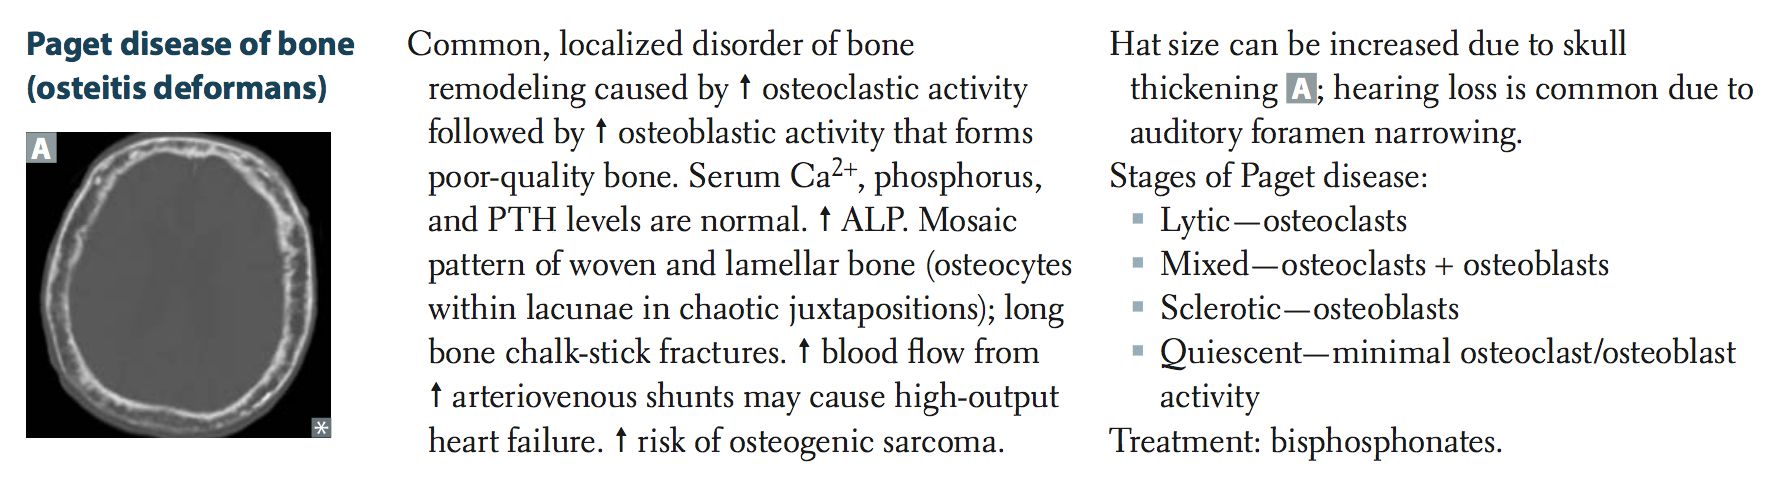 Paget disease of bone
(osteitis deformans)
A
*
Common, localized disorder of bone
remodeling caused by ↑ osteoclastic activity
followed by ↑ osteoblastic activity that forms
poor-quality bone. Serum Ca2+, phosphorus,
and PTH levels are normal. ↑ ALP. Mosaic
pattern of woven and lamellar bone (osteocytes
within lacunae in chaotic juxtapositions); long
bone chalk-stick fractures. ↑ blood flow from
↑ arteriovenous shunts may cause high-output
heart failure. ↑ risk of osteogenic sarcoma.
Hat size can be increased due to skull
thickening A; hearing loss is common due to
auditory foramen narrowing.
Stages of Paget disease:
▪ Lytic—osteoclasts
▪ Mixed—osteoclasts + osteoblasts
▪ Sclerotic—osteoblasts
▪ Quiescent—minimal osteoclast/osteoblast
activity
Treatment: bisphosphonates.